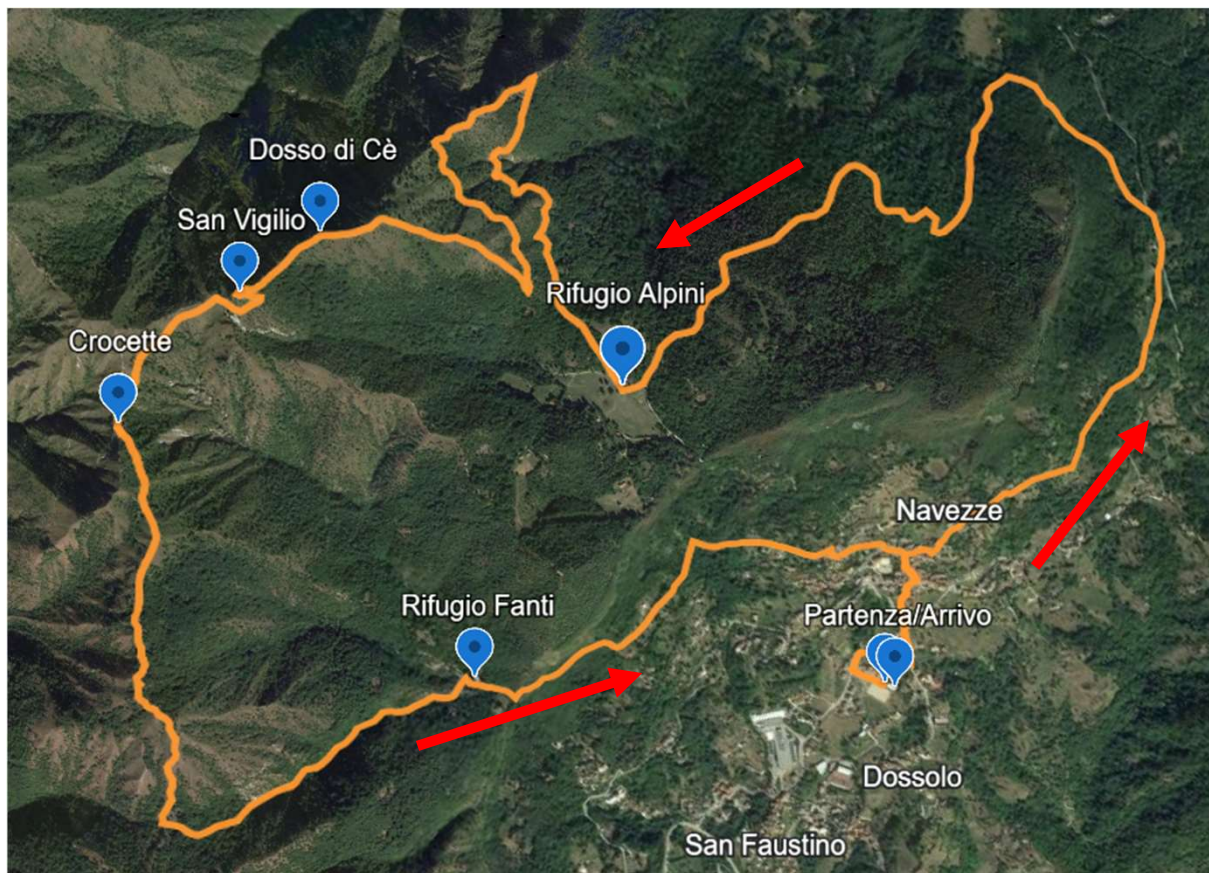 Dosso di Cè
San Vigilio
Rifugio Alpini
Crocette
Navezze
Rifugio Fanti
Partenza/Arrivo
Dossolo
San Faustino